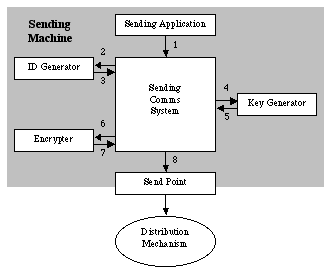 Sending
Machine
Sending Application
1
2
ID Generator
3
Sending
Comms
System
4
Key Generator
5
6
Encrypter
7
8
Send Point
Distribution
Mechanism